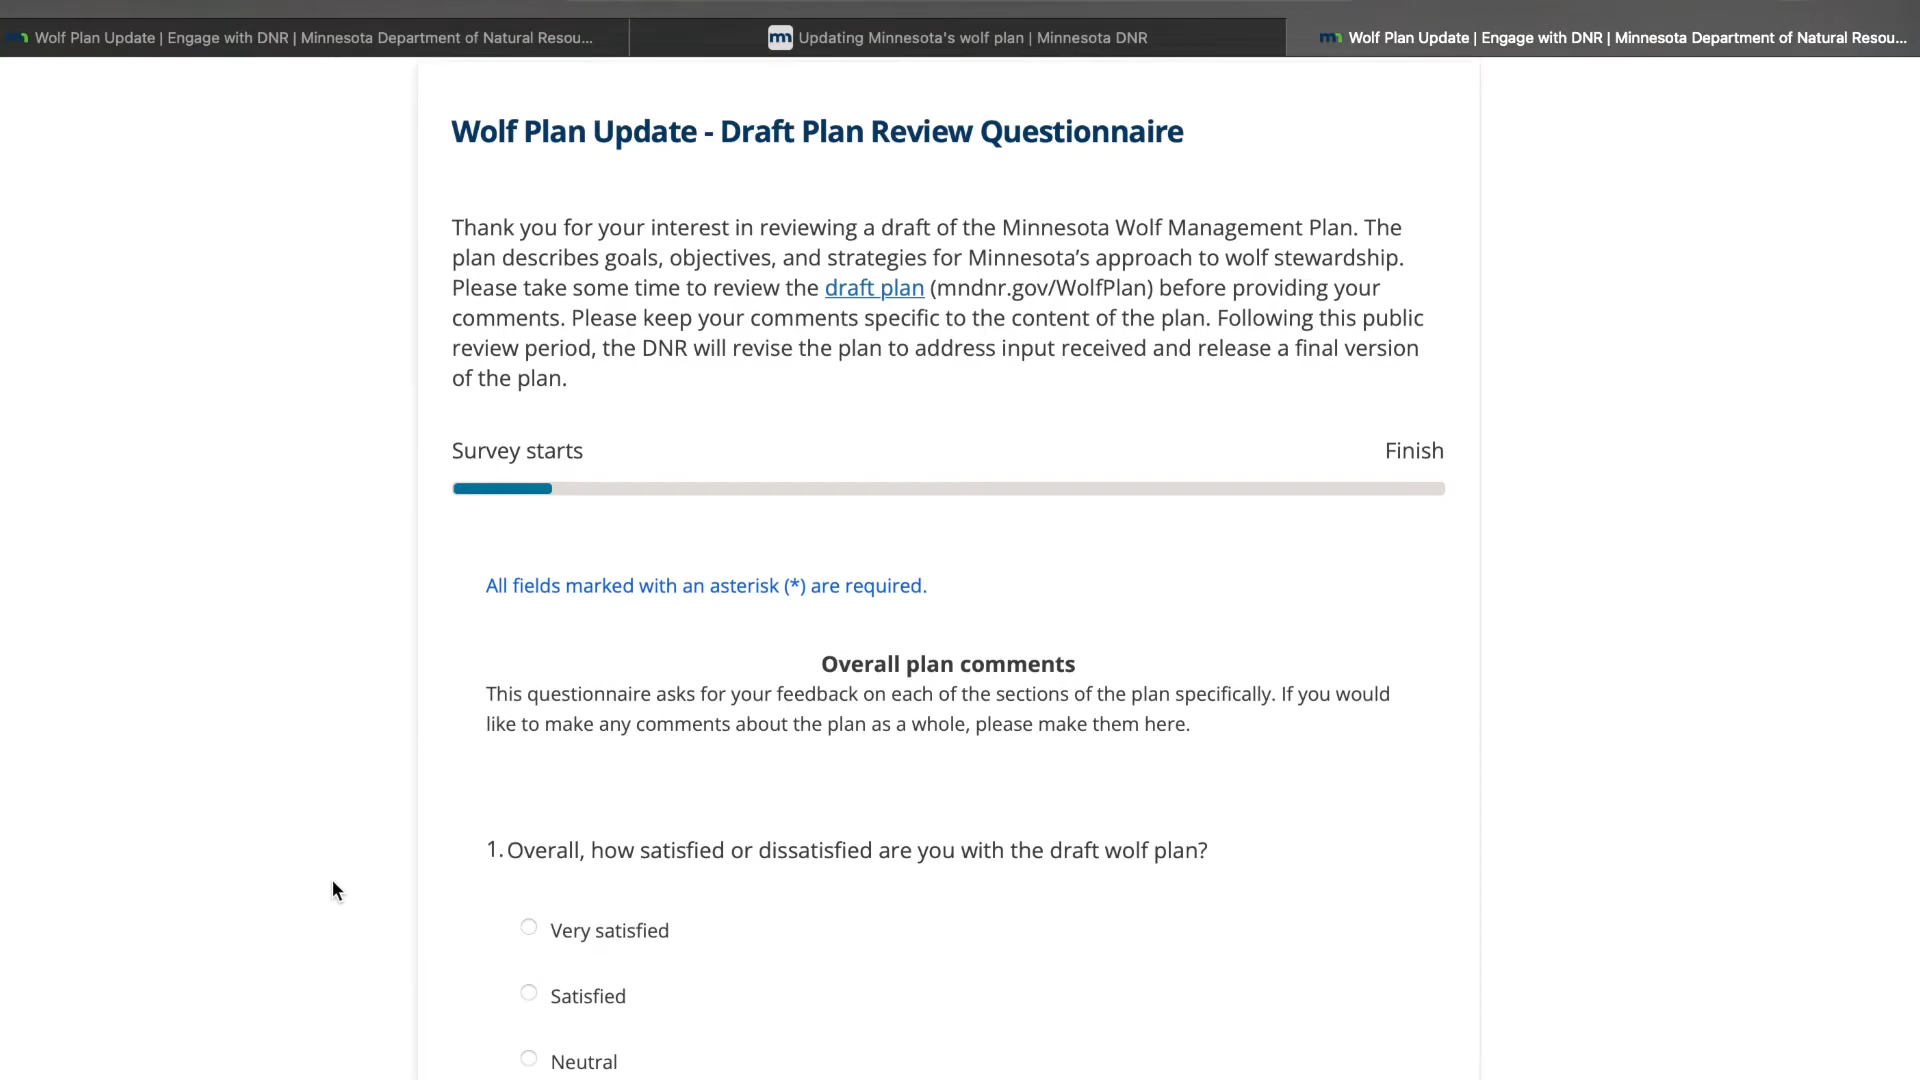 Wolf Plan Update | Engage with DNR | Minnesota Department of Natural Resou...
mn Updating Minnesota's wolf plan | Minnesota DNR
mn Wolf Plan Update | Engage with DNR | Minnesota Department of Natural Resou...
Wolf Plan Update - Draft Plan Review Questionnaire
Thank you for your interest in reviewing a draft of the Minnesota Wolf Management Plan. The
plan describes goals, objectives, and strategies for Minnesota’s approach to wolf stewardship.
Please take some time to review the draft plan (mndnr.gov/WolfPlan) before providing your
comments. Please keep your comments specific to the content of the plan. Following this public
review period, the DNR will revise the plan to address input received and release a final version
of the plan.
Survey starts
Finish
All fields marked with an asterisk (*) are required.
Overall plan comments
This questionnaire asks for your feedback on each of the sections of the plan specifically. If you would
like to make any comments about the plan as a whole, please make them here.
1. Overall, how satisfied or dissatisfied are you with the draft wolf plan?
Very satisfied
Satisfied
Neutral